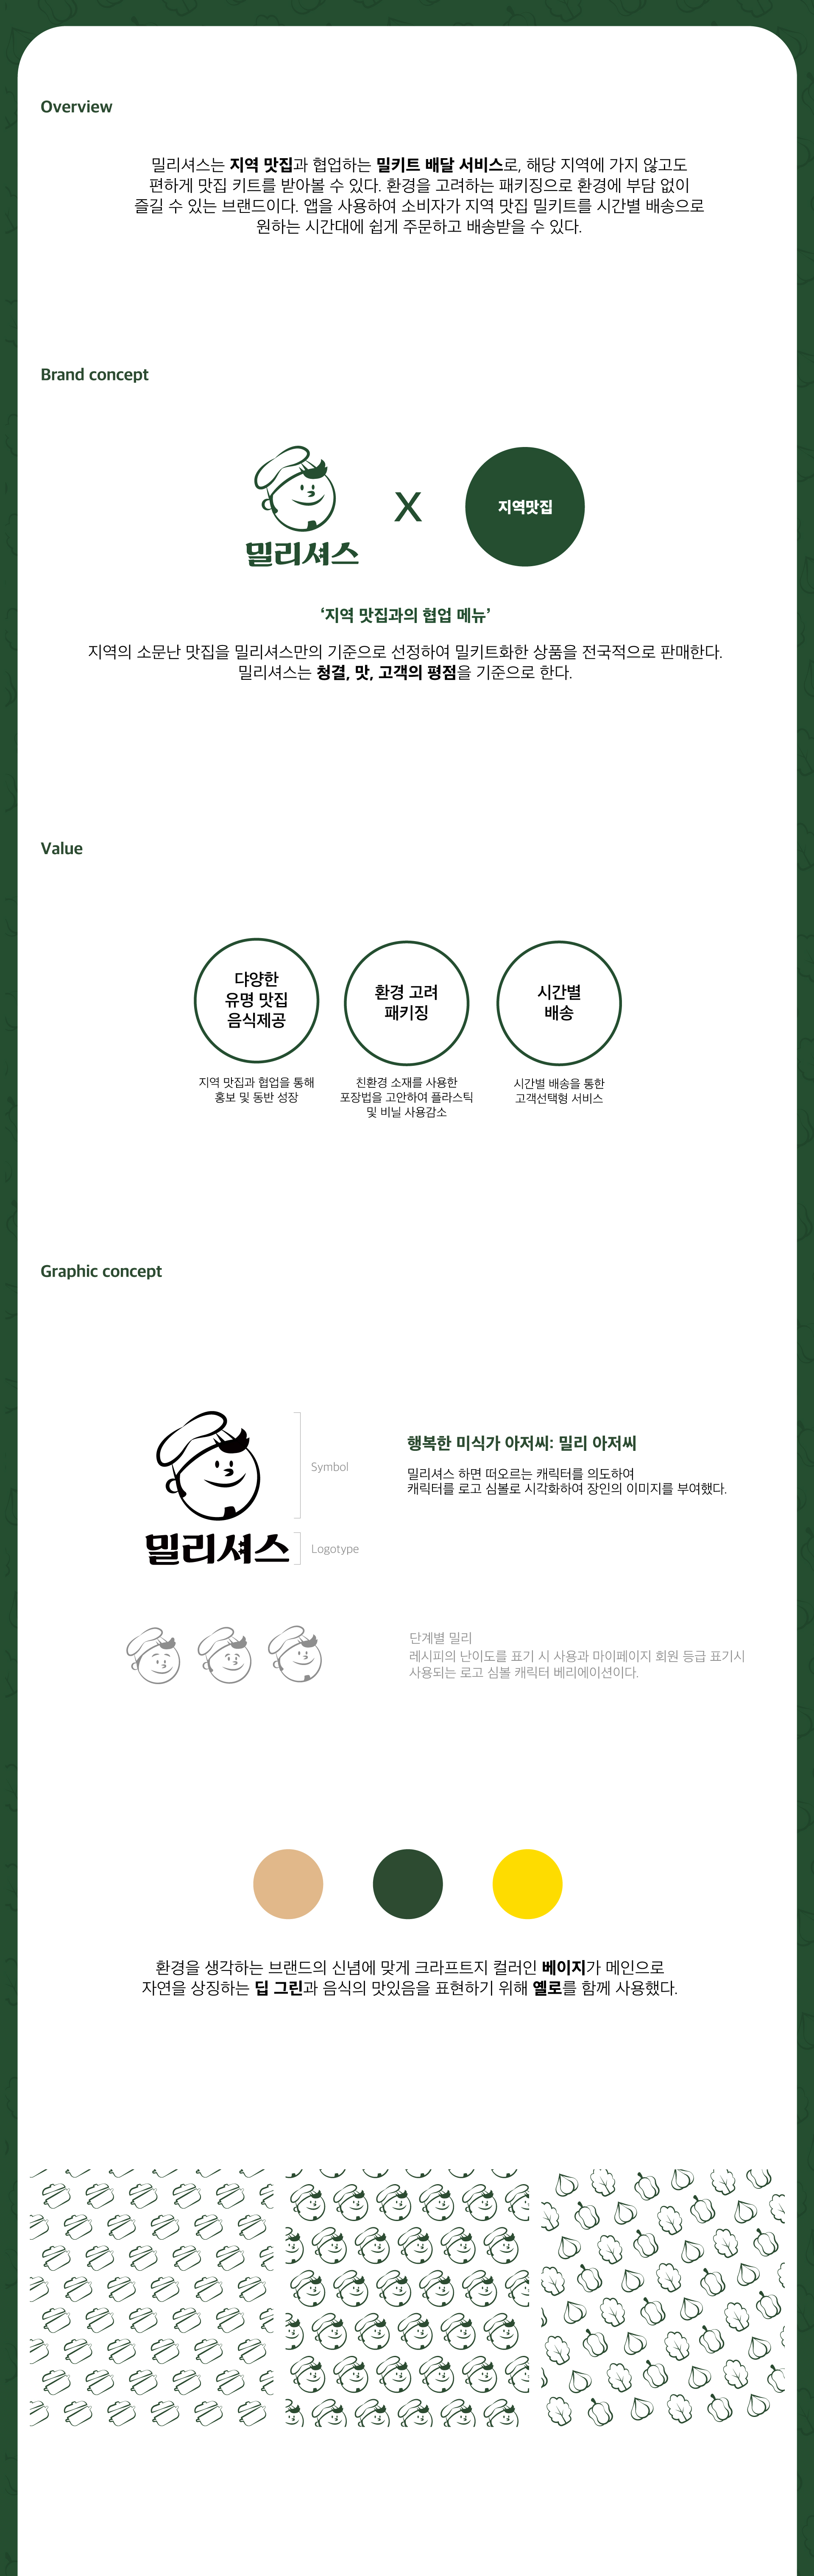 Overview
밀리셔스는 지역 맛집과 협업하는 밀키트 배달 서비스로, 해당 지역에 가지 않고도
편하게 맛집 키트를 받아볼 수 있다. 환경을 고려하는 패키징으로 환경에 부담 없이
즐길 수 있는 브랜드이다. 앱을 사용하여 소비자가 지역 맛집 밀키트를 시간별 배송으로
원하는 시간대에 쉽게 주문하고 배송받을 수 있다.
Brand concept
밀리셔스
X
지역맛집
‘지역 맛집과의 협업 메뉴’
지역의 소문난 맛집을 밀리셔스만의 기준으로 선정하여 밀키트화한 상품을 전국적으로 판매한다.
밀리셔스는 청결, 맛, 고객의 평점을 기준으로 한다.
Value
다양한
유명 맛집
음식제공
지역 맛집과 협업을 통해
홍보 및 동반 성장
환경 고려
패키징
친환경 소재를 사용한
포장법을 고안하여 플라스틱
및 비닐 사용감소
시간별
배송
시간별 배송을 통한
고객선택형 서비스
Graphic concept
밀리셔스
Symbol
Logotype
행복한 미식가 아저씨: 밀리 아저씨
밀리셔스 하면 떠오르는 캐릭터를 의도하여
캐릭터를 로고 심볼로 시각화하여 장인의 이미지를 부여했다.
단계별 밀리
레시피의 난이도를 표기 시 사용과 마이페이지 회원 등급 표기시
사용되는 로고 심볼 캐릭터 베리에이션이다.
환경을 생각하는 브랜드의 신념에 맞게 크라프트지 컬러인 베이지가 메인으로
자연을 상징하는 딥 그린과 음식의 맛있음을 표현하기 위해 옐로를 함께 사용했다.